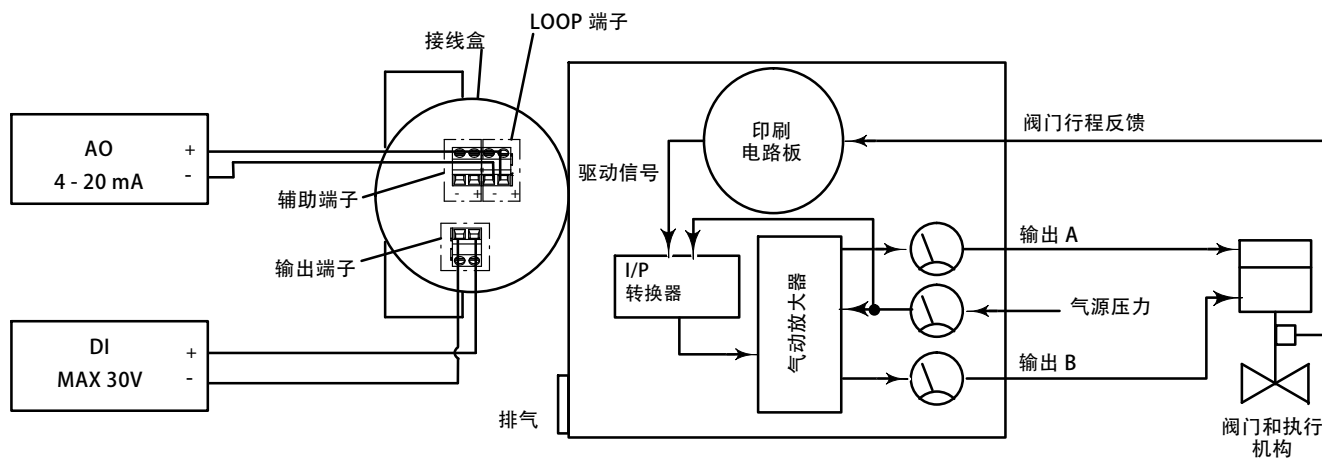 LOOP 端子
接线盒
AO
4 - 20 mA
+
-
辅助端子
- + - +
输出端子
DI
MAX 30V
+
-
排气
印刷
电路板
驱动信号
阀门行程反馈
I/P
转换器
气动放大器
输出 A
气源压力
输出 B
阀门和执行
机构